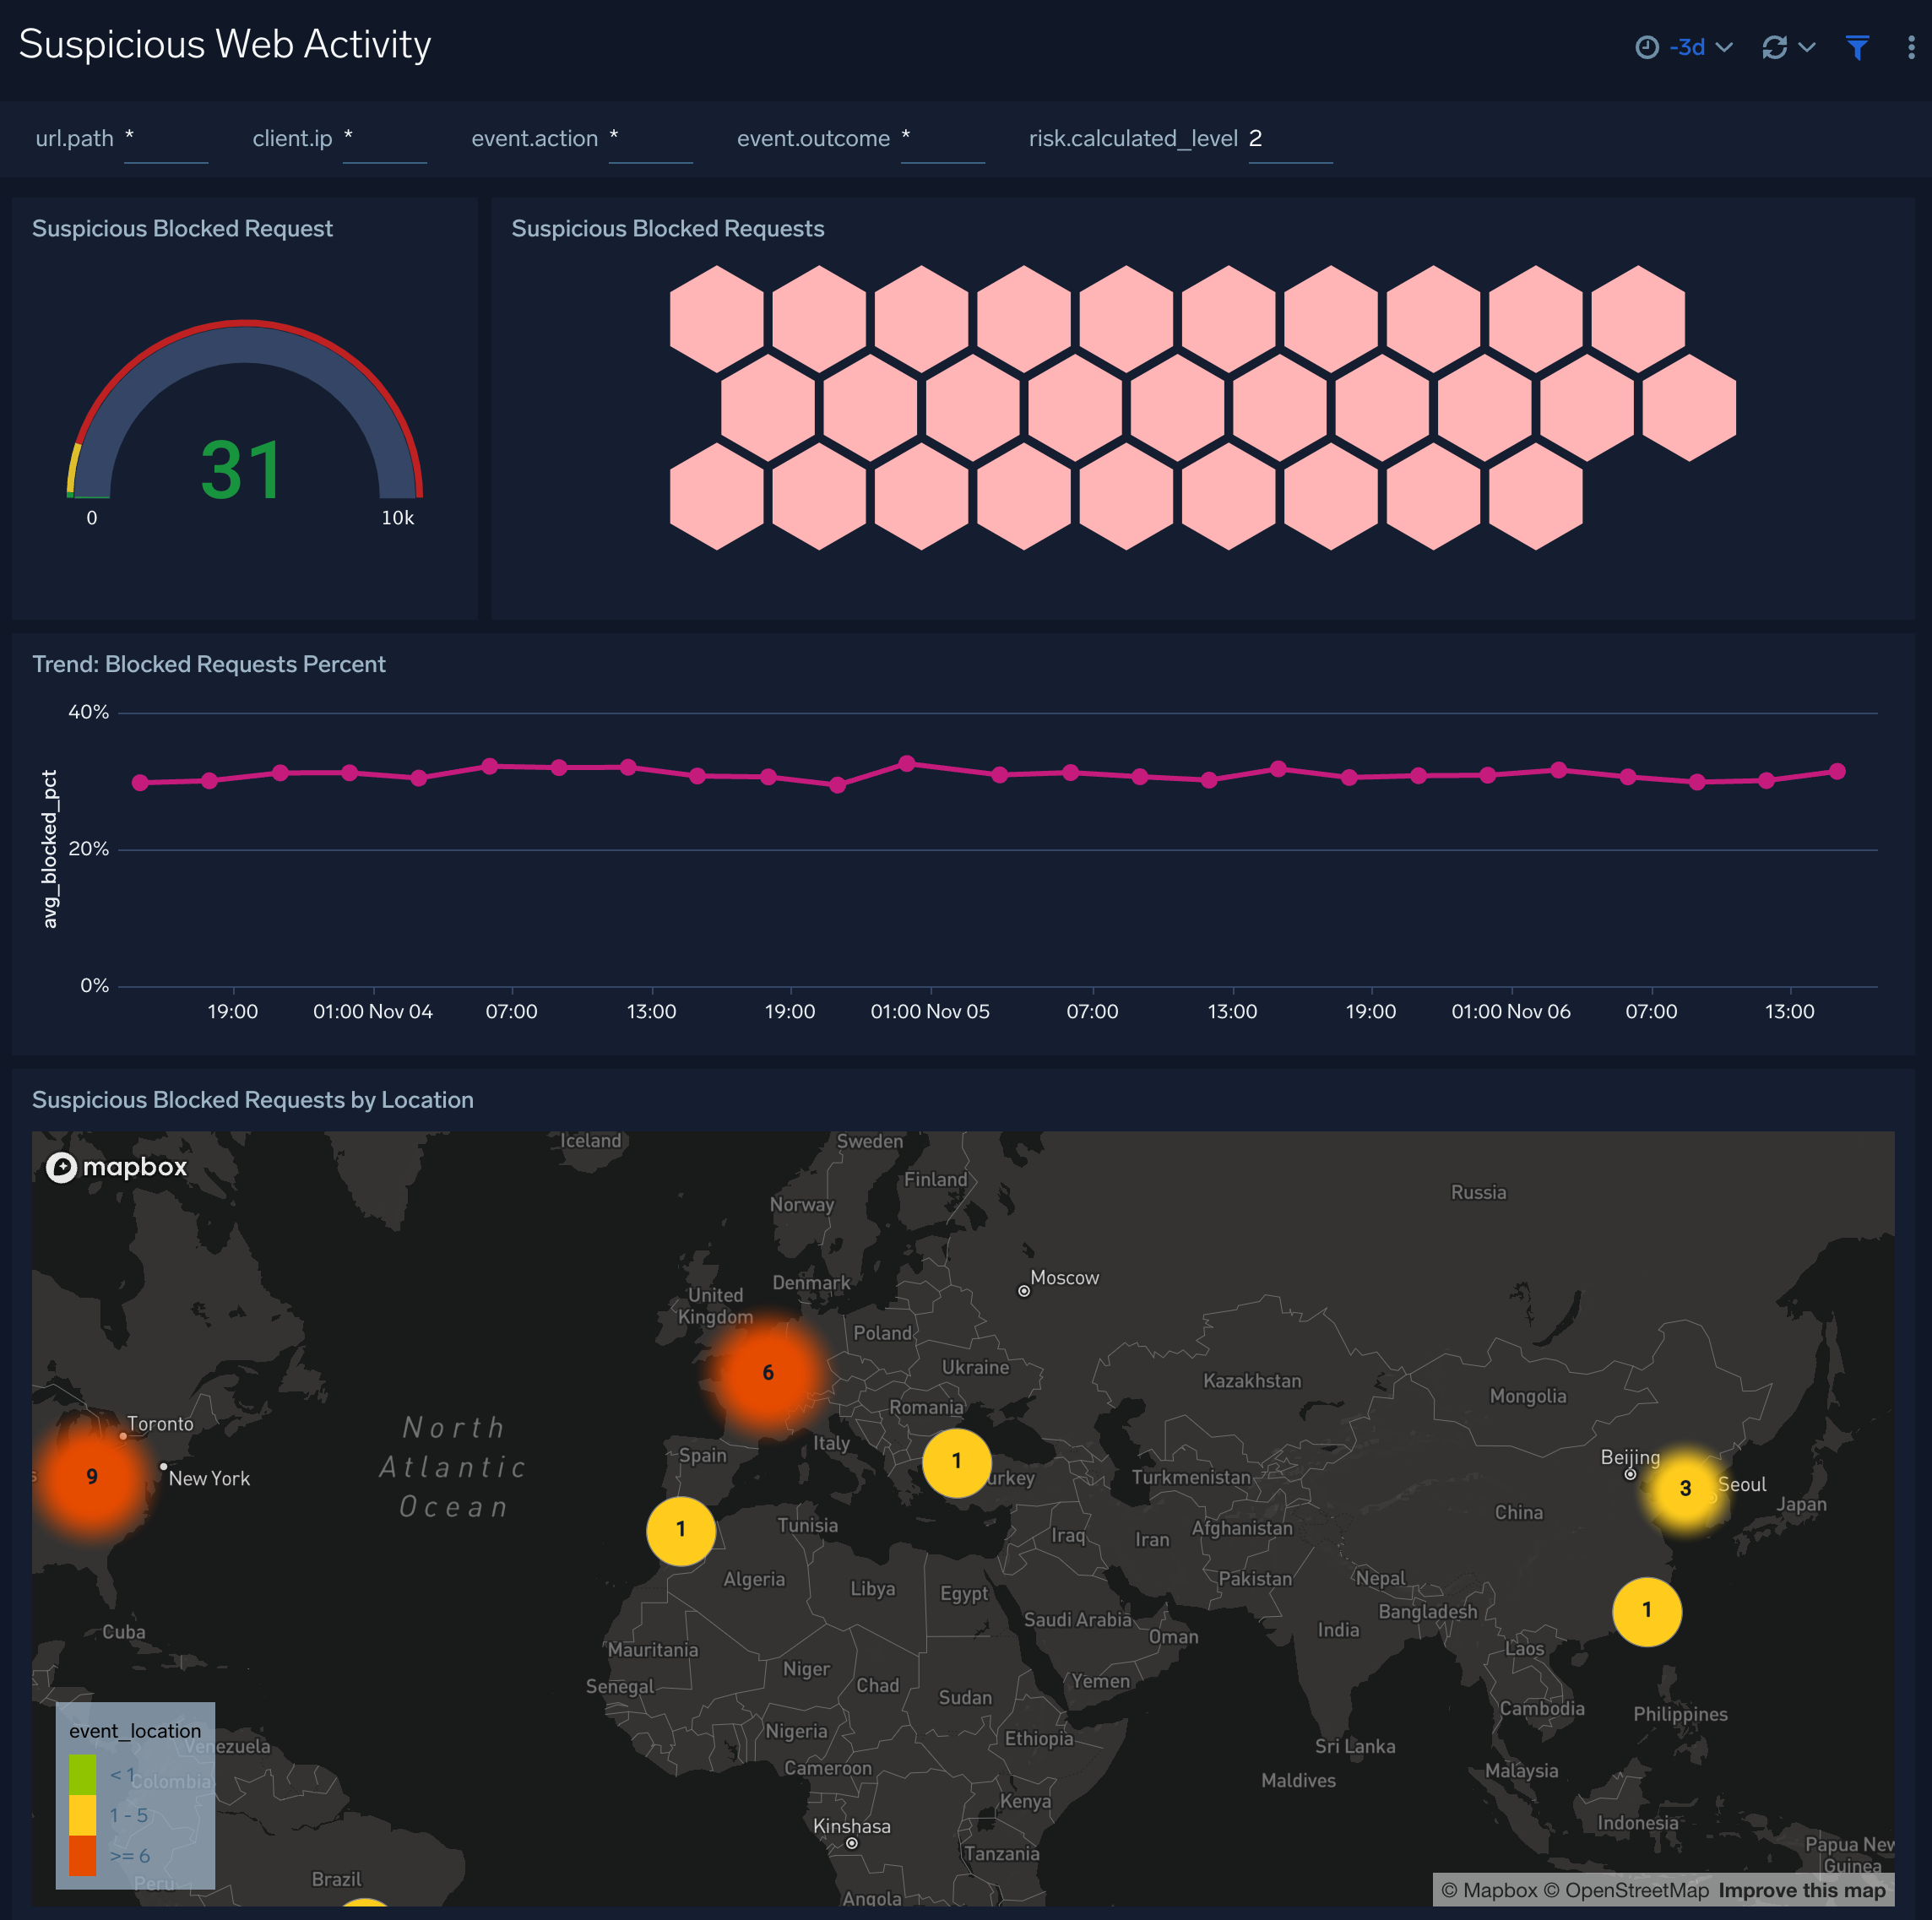 Suspicious Web Activity
-3d
url.path *
client.ip *
event.action *
event.outcome *
risk.calculated_level 2
Suspicious Blocked Request
31
0
10k
Suspicious Blocked Requests
Trend: Blocked Requests Percent
avg_blocked_pct
40%
20%
0%
19:00
01:00 Nov 04
07:00
13:00
19:00
01:00 Nov 05
07:00
13:00
19:00
01:00 Nov 06
07:00
13:00
Suspicious Blocked Requests by Location
mapbox
Iceland
Sweden
Finland
Norway
Russia
Moscow
Denmark
United
Kingdom
Poland
Ukraine
6
Kazakhstan
Mongolia
Romania
Toronto
North
Atlantic
Ocean
Italy
Spain
Beijing
1
9
New York
urkey
Turkmenistan
3
Seoul
Japan
China
1
Tunisia
Iraq
Iran
Afghanistan
Algeria
Libya
Egypt
Pakistan
Nepal
Bangladesh
1
Saudi Arabia
Oman
India
Cuba
Mauritania
Laos
Niger
Chad
Senegal
Sudan
Yemen
Cambodia
Philippines
Nigeria
Ethiopia
Sri Lanka
Cameroon
Maldives
Malaysia
Kenya
Kinshasa
Indonesia
Tanzania
Papua New
Guinea
Brazil
Angola
event_location
Venezuela
< 1
Colombia
1 - 5
>= 6
Peru
© Mapbox © OpenStreetMap Improve this map